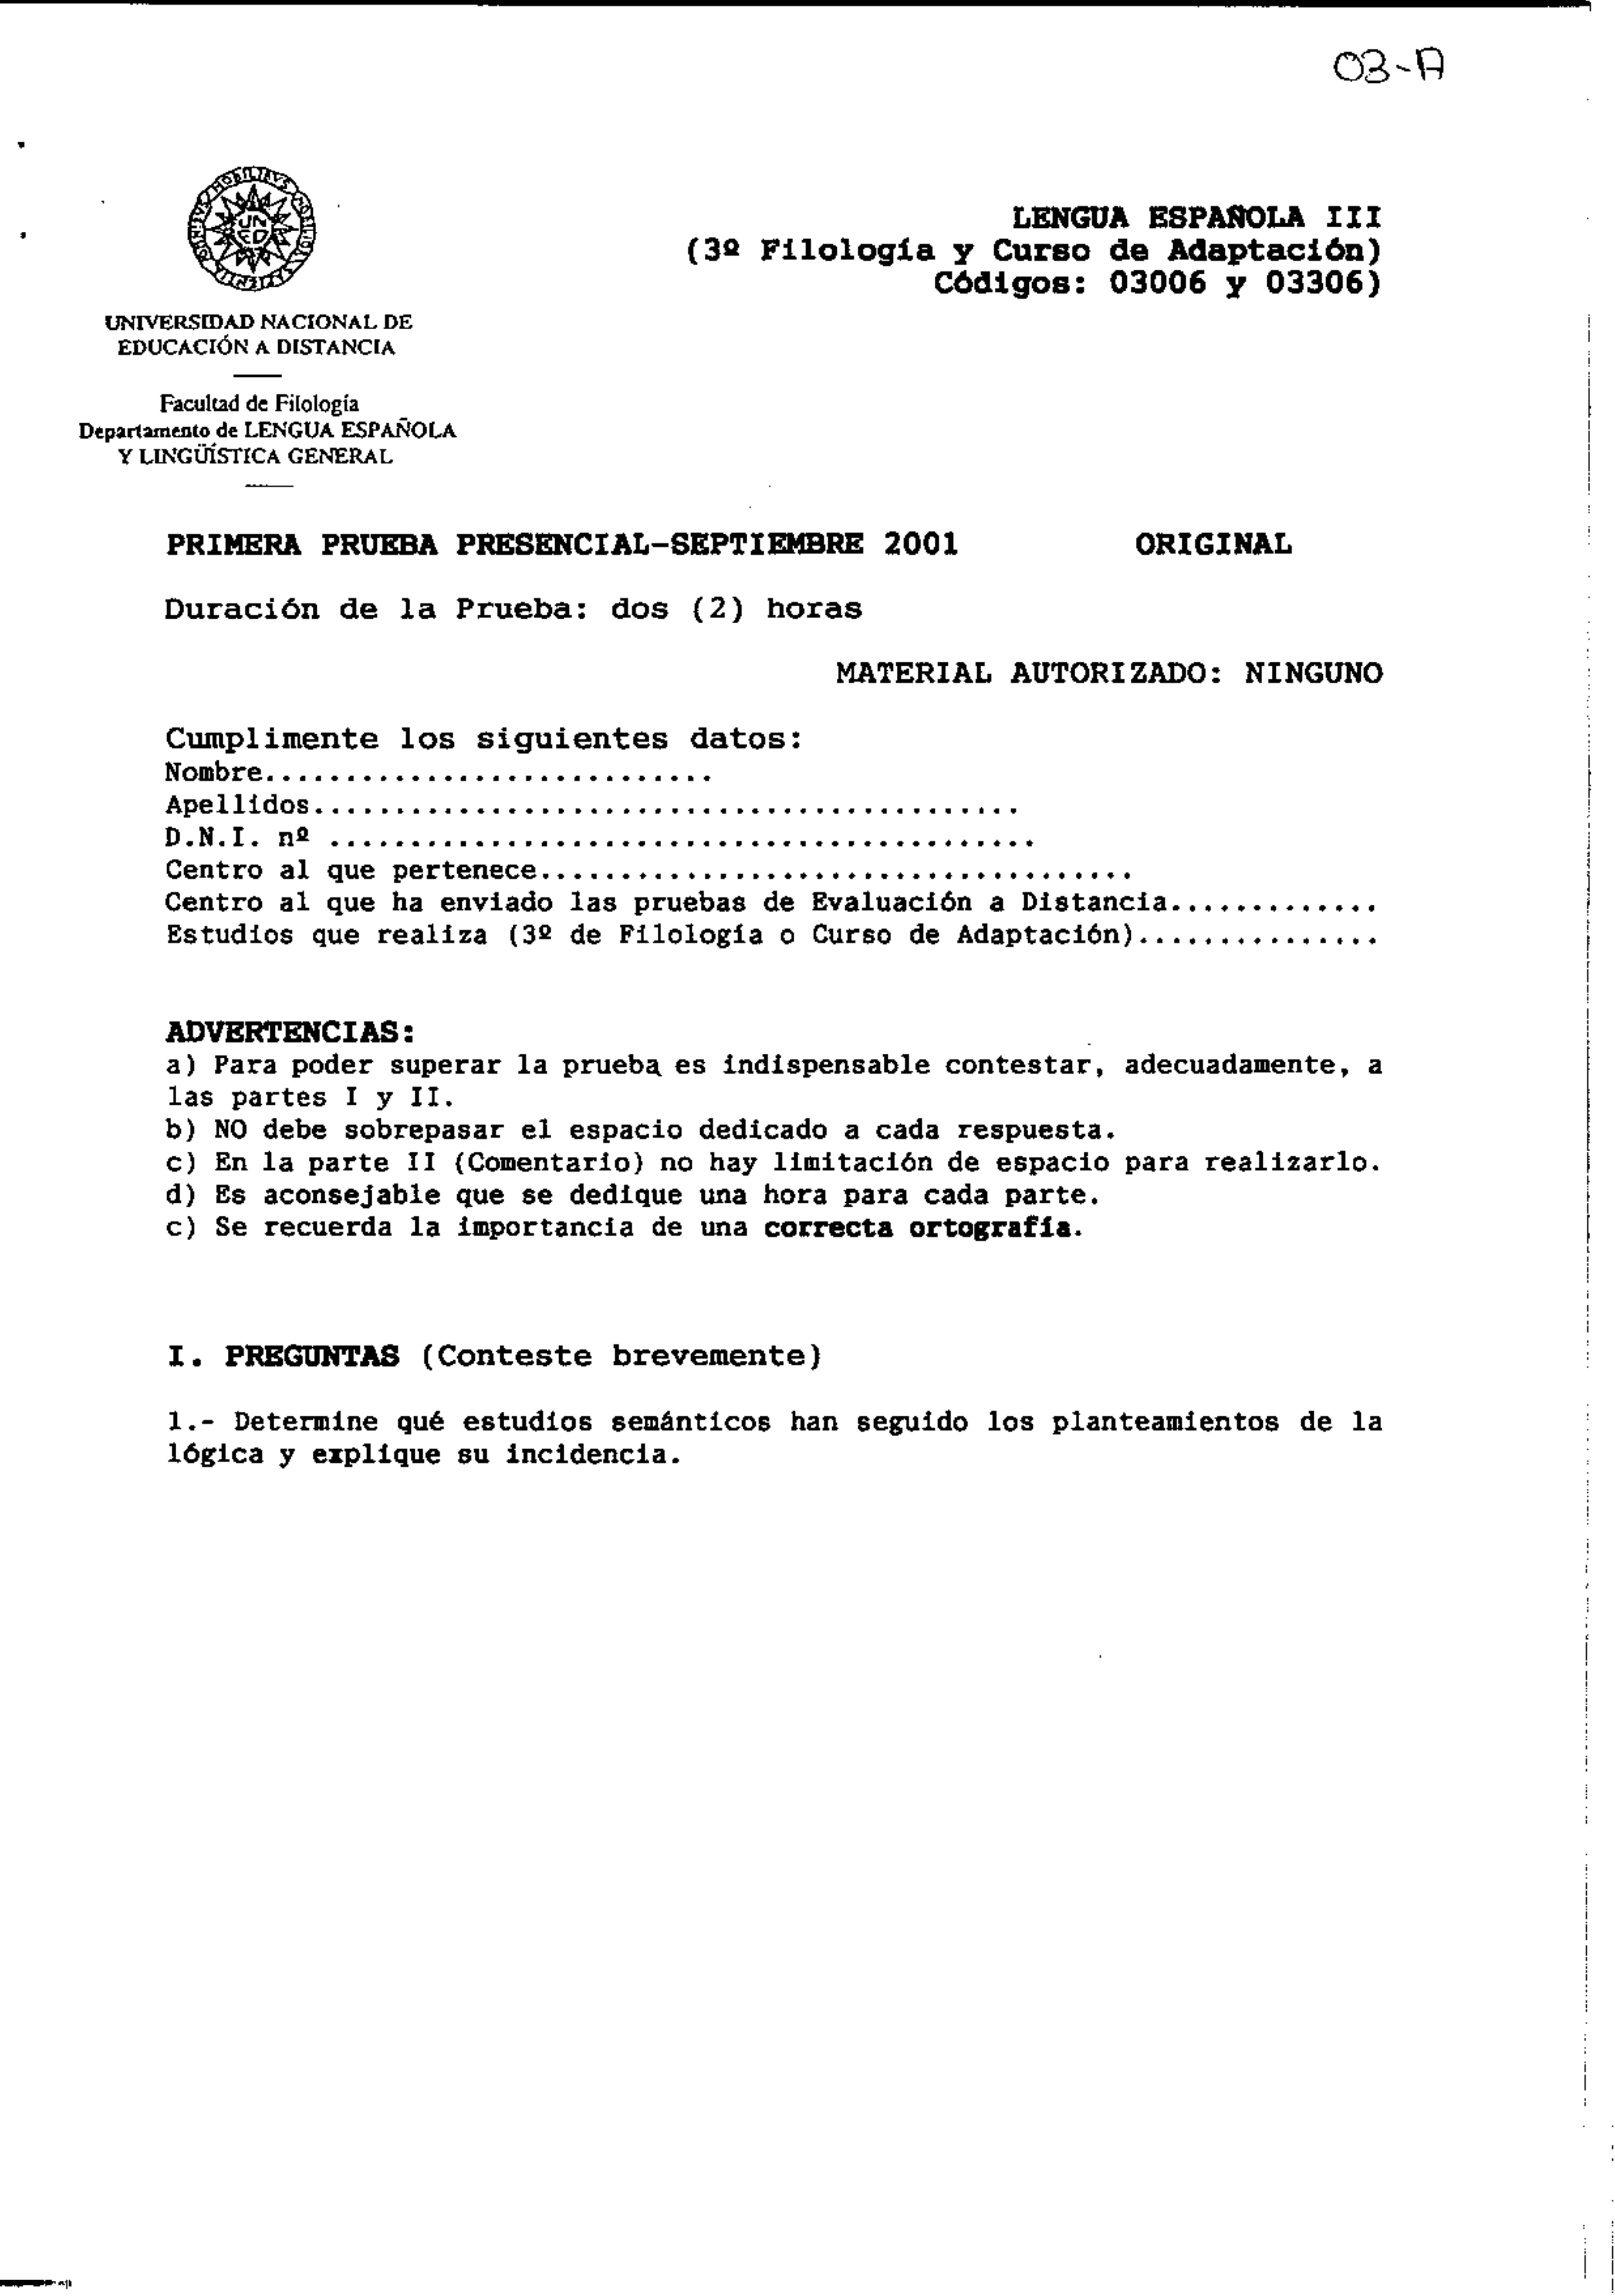 03-A
LENGUA ESPAÑOLA III
(3º Filología y Curso de Adaptación)
Códigos: 03006 y 03306)
UN
ED
UNIVERSIDAD NACIONAL DE
EDUCACIÓN A DISTANCIA
Facultad de Filología
Departamento de LENGUA ESPAÑOLA
Y LINGÜÍSTICA GENERAL
PRIMERA PRUEBA PRESENCIAL-SEPTIEMBRE 2001 ORIGINAL
Duración de la Prueba: dos (2) horas
MATERIAL AUTORIZADO: NINGUNO
Cumplimente los siguientes datos:
Nombre............................
Apellidos............................................
D.N.I. nº ............................................
Centro al que pertenece.....................................
Centro al que ha enviado las pruebas de Evaluación a Distancia.............
Estudios que realiza (3º de Filología o Curso de Adaptación)...............
ADVERTENCIAS:
a) Para poder superar la prueba es indispensable contestar, adecuadamente, a
las partes I y II.
b) NO debe sobrepasar el espacio dedicado a cada respuesta.
c) En la parte II (Comentario) no hay limitación de espacio para realizarlo.
d) Es aconsejable que se dedique una hora para cada parte.
c) Se recuerda la importancia de una correcta ortografía.
I. PREGUNTAS (Conteste brevemente)
1.- Determine qué estudios semánticos han seguido los planteamientos de la
lógica y explique su incidencia.